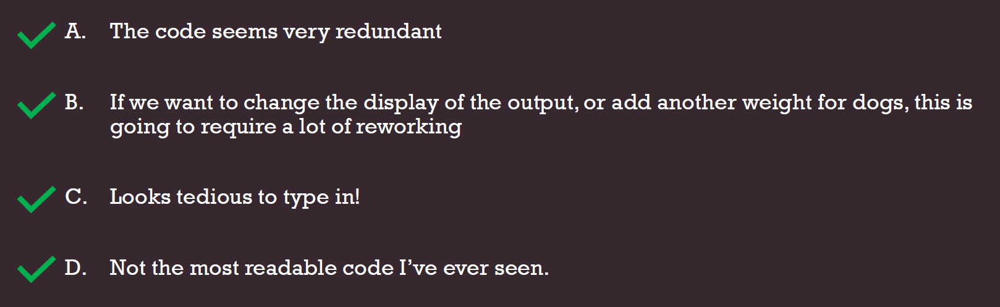 A. The code seems very redundant
B. If we want to change the display of the output, or add another weight for dogs, this is
going to require a lot of reworking
C. Looks tedious to type in!
D. Not the most readable code I’ve ever seen.